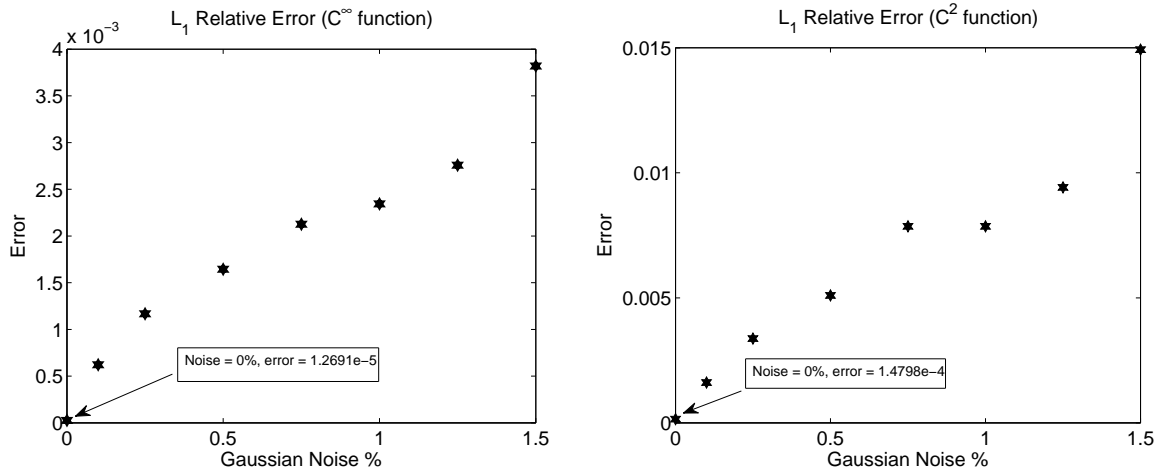 L1 Relative Error (C∞ function)
x 10−3
4
3.5
3
2.5
2
1.5
1
0.5
0
Error
Noise = 0%, error = 1.2691e−5
0 0.5 1 1.5
Gaussian Noise %
L1 Relative Error (C2 function)
0.015
0.01
0.005
0
Error
Noise = 0%, error = 1.4798e−4
0 0.5 1 1.5
Gaussian Noise %